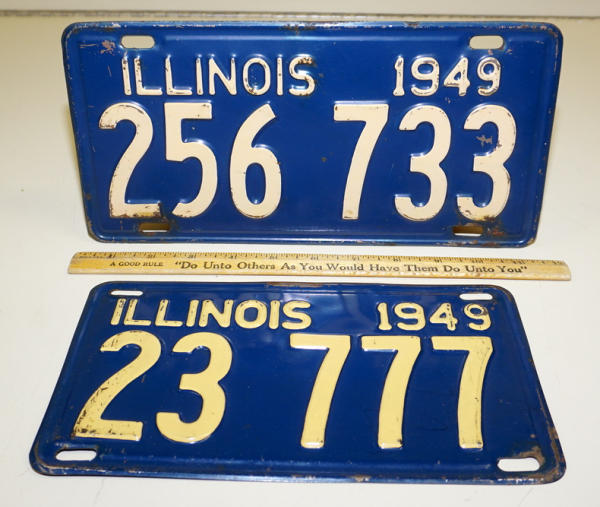 ILLINOIS 1949
256 733
A GOOD RULE "Do Unto Others As You Would Have Them Do Unto You"
ILLINOIS 1949
23 777